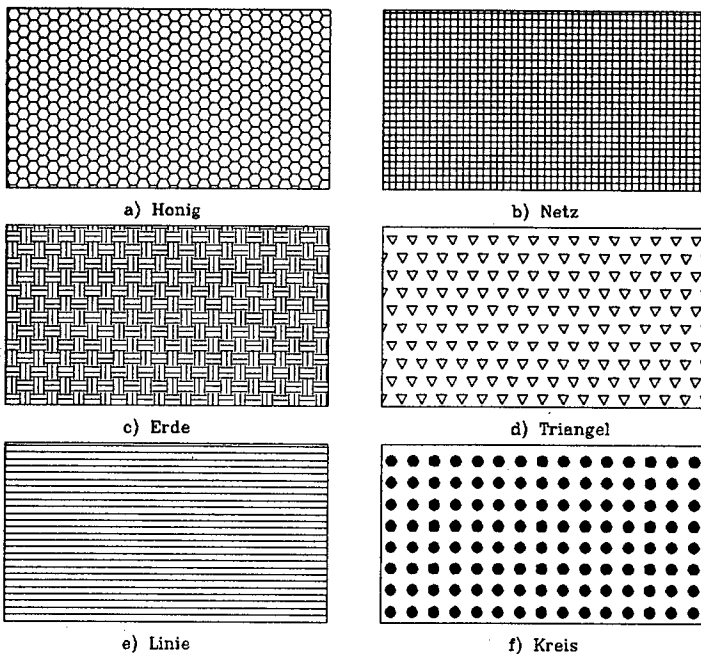 a) Honig
b) Netz
c) Erde
d) Triangel
e) Linie
f) Kreis